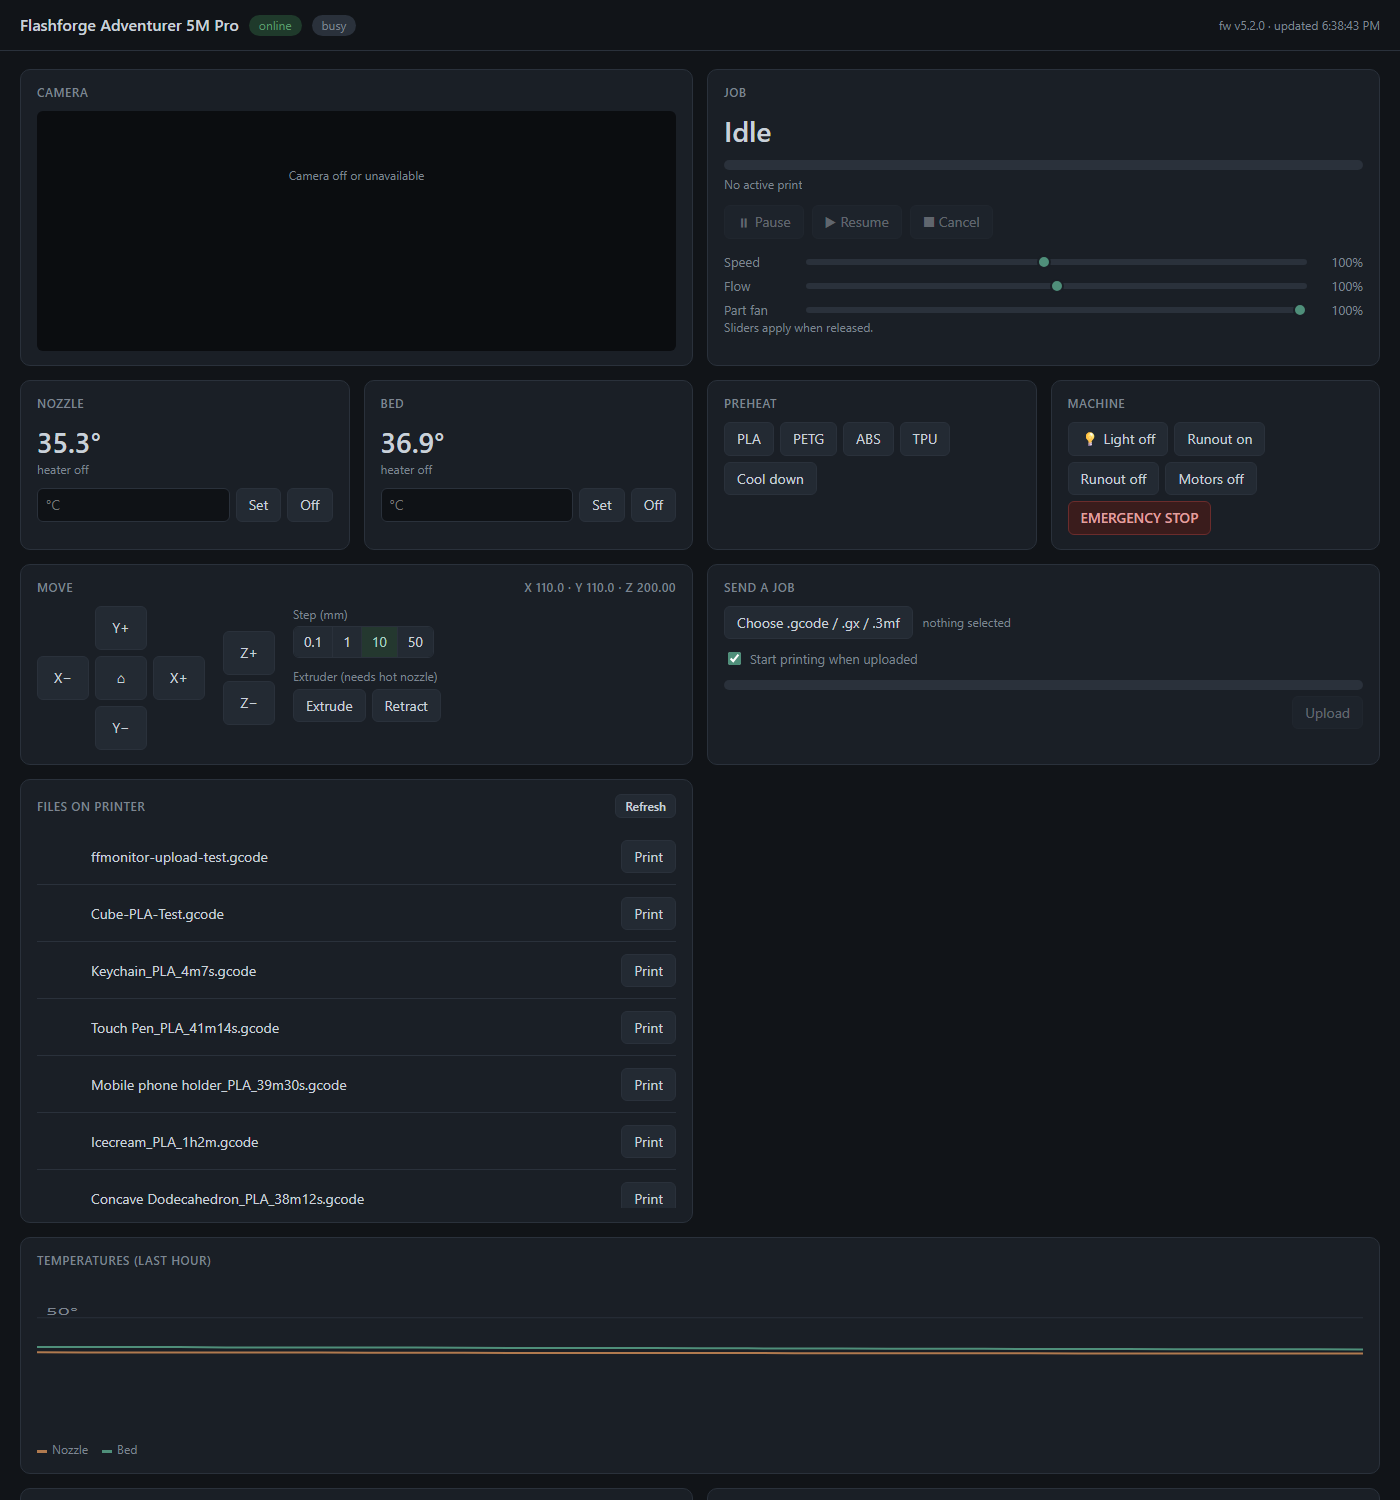 Flashforge Adventurer 5M Pro online busy fw v5.2.0 · updated 6:38:43 PM
CAMERA
Camera off or unavailable
JOB
Idle
No active print
⏸ Pause ▶ Resume ■ Cancel
Speed 100%
Flow 100%
Part fan 100%
Sliders apply when released.
NOZZLE
35.3°
heater off
°C Set Off
BED
36.9°
heater off
°C Set Off
PREHEAT
PLA PETG ABS TPU
Cool down
MACHINE
💡 Light off Runout on
Runout off Motors off
EMERGENCY STOP
MOVE X 110.0 · Y 110.0 · Z 200.00
Y+
X− ⌂ X+
Y−
Z+
Z−
Step (mm)
0.1 1 10 50
Extruder (needs hot nozzle)
Extrude Retract
SEND A JOB
Choose .gcode / .gx / .3mf nothing selected
Start printing when uploaded
Upload
FILES ON PRINTER Refresh
ffmonitor-upload-test.gcode Print
Cube-PLA-Test.gcode Print
Keychain_PLA_4m7s.gcode Print
Touch Pen_PLA_41m14s.gcode Print
Mobile phone holder_PLA_39m30s.gcode Print
Icecream_PLA_1h2m.gcode Print
Concave Dodecahedron_PLA_38m12s.gcode Print
TEMPERATURES (LAST HOUR)
50°
Nozzle Bed